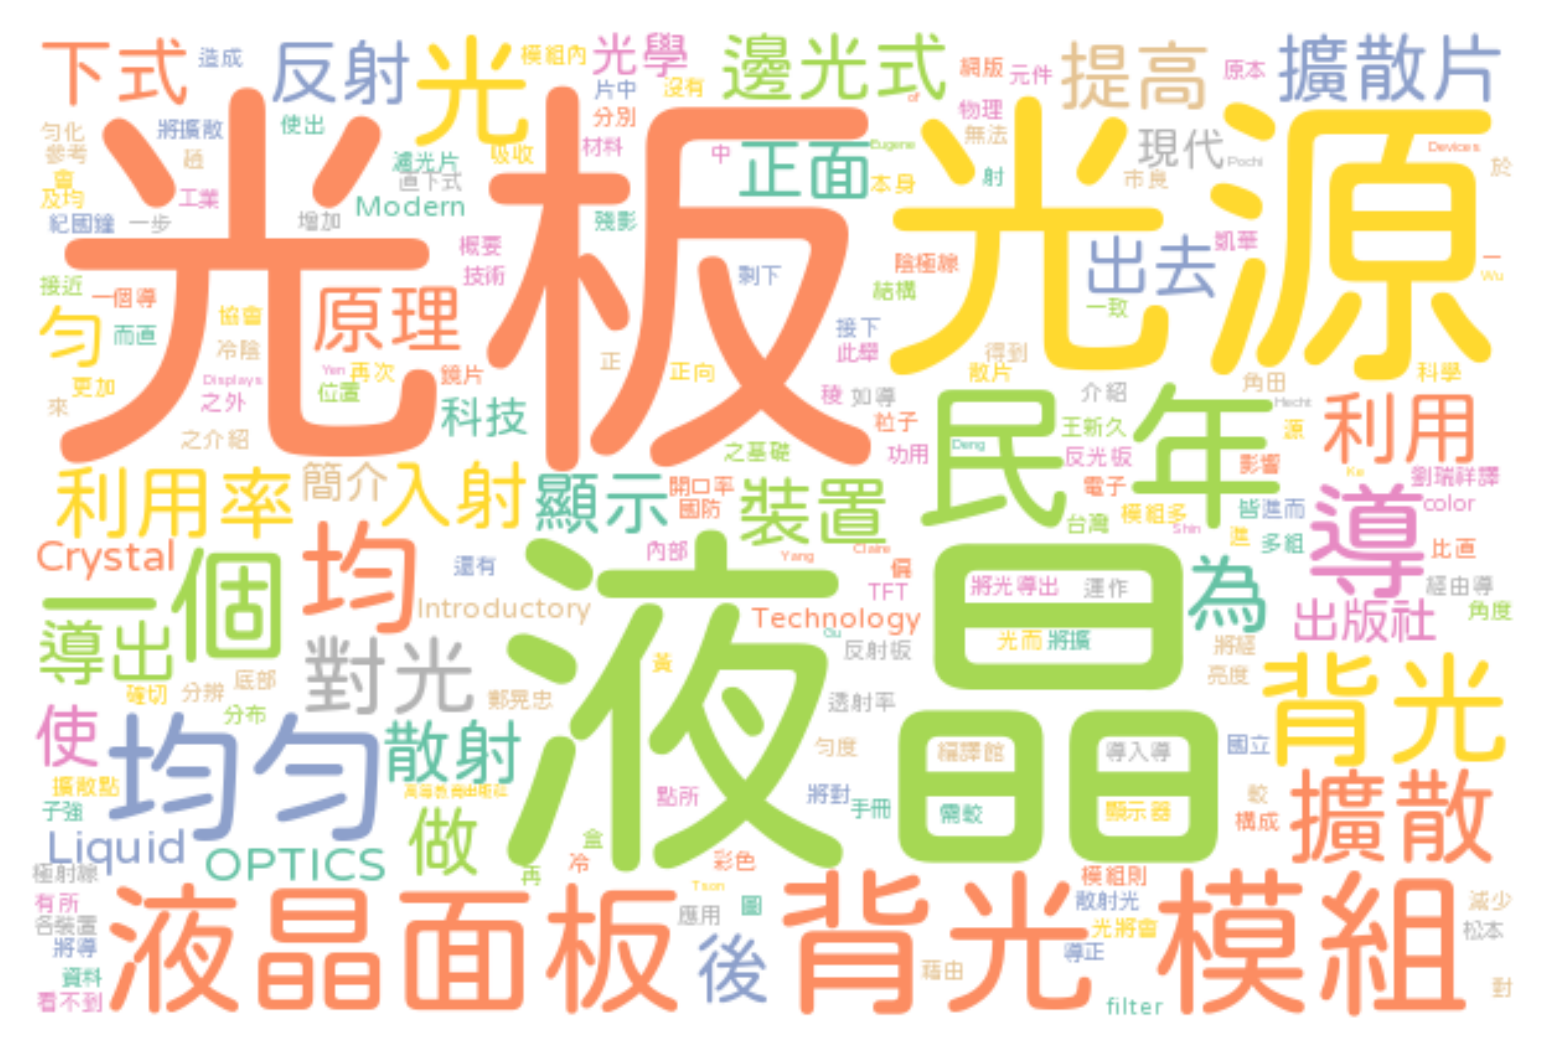 下式
造成
反射
光
模組內
光學
邊光式
網版
元件
提高
原本
擴散片
片中
沒有
分別
物理
勻化
將擴散
使出
濾光片
吸收
材料
中
正面
Eugene
本身
無法
現代
Pochi
Devices
參考
會
及均
工業
直下式
Modern
射
市良
於
紀國鐘
一步
增加
殘影
光板
光源
概要
技術
剩下
陰極線
結構
出去
凱華
一
Wu
一致
接近
一個導
而直
勻
協會
冷陰
原理
接下
此舉
得到
散片
科學
正
正向
更加
Displays
Yen
再次
鏡片
位置
來
之外
之介紹
科技
稜
如導
粒子
功用
介紹
角田
Hecht
民
年
Deng
王新久
反光板
源
影響
利用
之基礎
利用率
簡介
入射
顯示
開口率
國防
裝置
電子
台灣
模組多
皆進而
Ke
劉瑞祥譯
color
導
Shin
進
多組
比直
Crystal
一個
均
還有
內部
Yang
Claire
TFT
將光導出
運作
為
經由導
角度
出版社
Introductory
Technology
Gu
反射板
光而
將擴
導出
對光
液晶
黃
將經
亮度
背光
確切
分辨
底部
分布
鄭晃忠
透射率
使
均勻
散射
勻度
編譯館
導入導
國立
擴散點
高等教育出版社
點所
將對
手冊
需較
顯示器
較
構成
擴散
子強
Liquid
OPTICS
做
盒
再
冷
彩色
極射線
Tson
模組則
散射光
有所
各裝置
將導
資料
看不到
液晶面板
應用
圖
後
背光模組
光將會
導正
藉由
filter
減少
松本
對